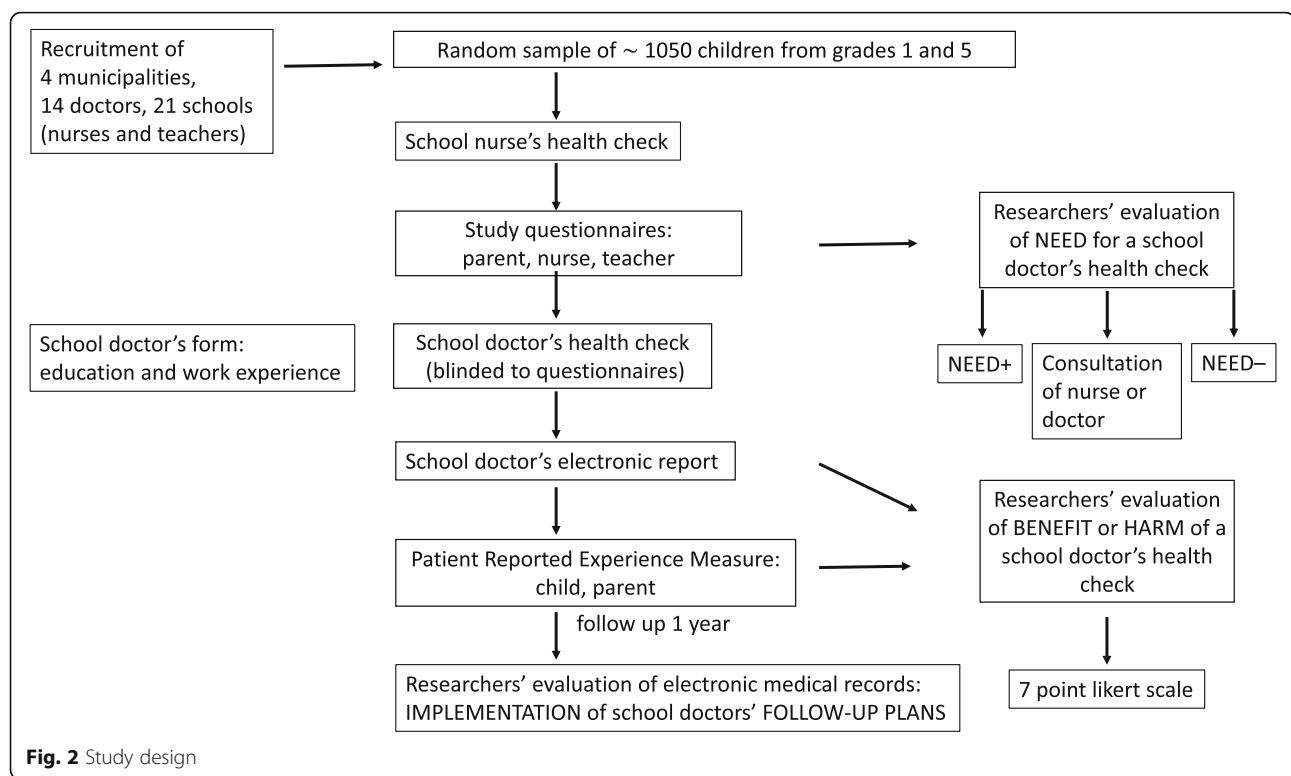 Recruitment of
4 municipalities,
14 doctors, 21 schools
(nurses and teachers)
Random sample of ~ 1050 children from grades 1 and 5
School nurse’s health check
Study questionnaires:
parent, nurse, teacher
Researchers’ evaluation
of NEED for a school
doctor’s health check
NEED+
Consultation
of nurse or
doctor
NEED–
School doctor’s form:
education and work experience
School doctor’s health check
(blinded to questionnaires)
School doctor’s electronic report
Patient Reported Experience Measure:
child, parent
Researchers’ evaluation
of BENEFIT or HARM of a
school doctor’s health
check
follow up 1 year
Researchers’ evaluation of electronic medical records:
IMPLEMENTATION of school doctors’ FOLLOW-UP PLANS
7 point likert scale
Fig. 2 Study design